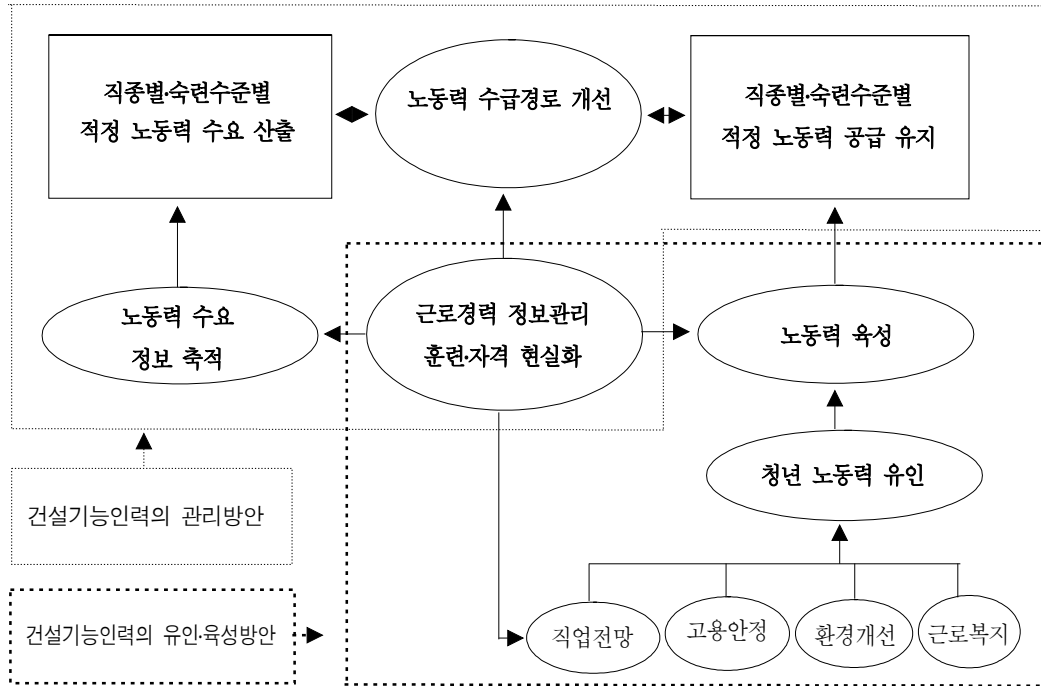 직종별·숙련수준별
적정 노동력 수요 산출
노동력 수급경로 개선
직종별·숙련수준별
적정 노동력 공급 유지
노동력 수요
정보 축적
근로경력 정보관리
훈련·자격 현실화
노동력 육성
청년 노동력 유인
건설기능인력의 관리방안
건설기능인력의 유인·육성방안
직업전망
고용안정
환경개선
근로복지